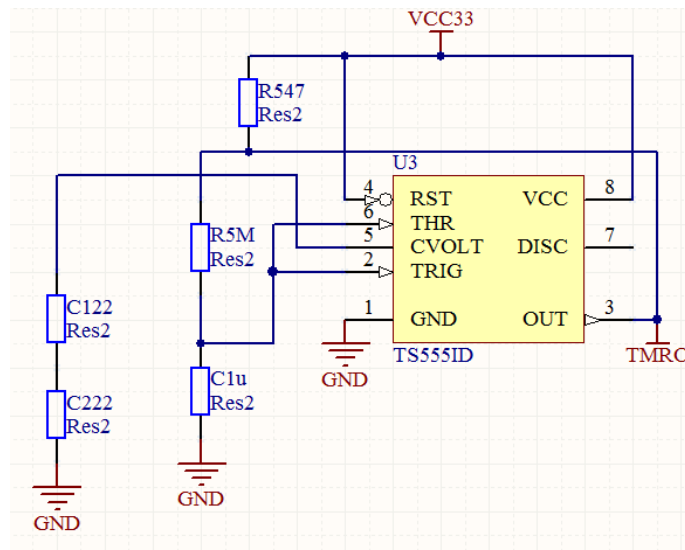 VCC33
R547
Res2
U3
4
RST
VCC
8
6
THR
R5M
Res2
5
CVOLT
DISC
7
2
TRIG
C122
Res2
1
GND
OUT
3
TS555ID
GND
C1u
Res2
C222
Res2
GND
GND